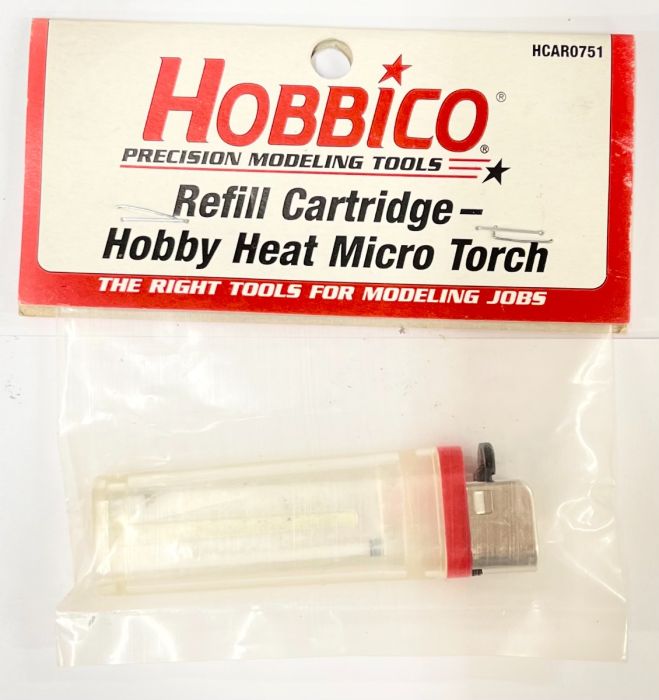 HCAR0751
HOBBICO®
®
PRECISION MODELING TOOLS
Refill Cartridge –
Hobby Heat Micro Torch
THE RIGHT TOOLS FOR MODELING JOBS